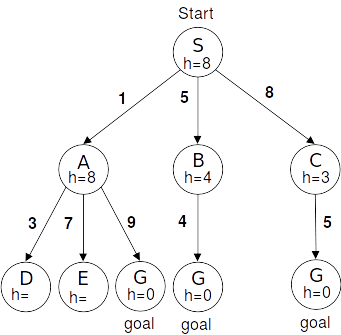 Start
S
h=8
1 5 8
A B C
h=8 h=4 h=3
3 7 9 4 5
D E G G G
h= h= h=0 h=0 h=0
goal goal goal